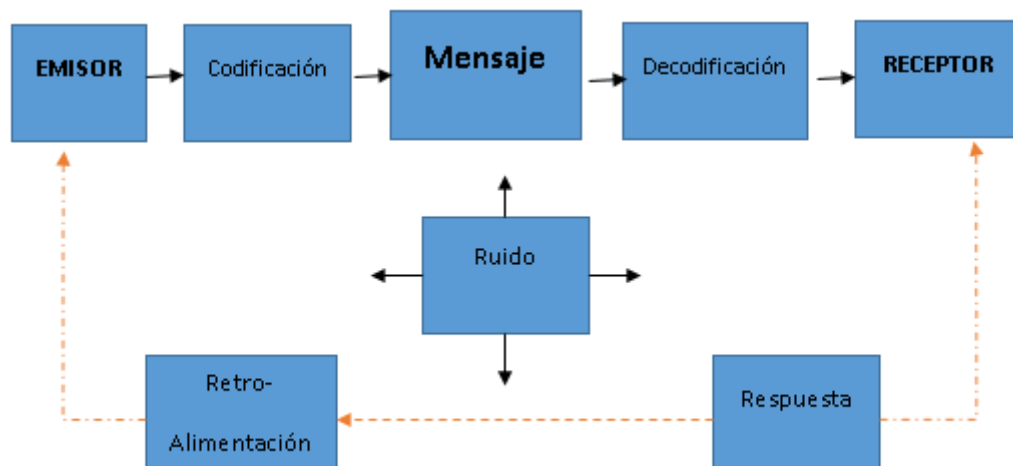 EMISOR
Codificación
Mensaje
Decodificación
RECEPTOR
Ruido
Retro-
Alimentación
Respuesta